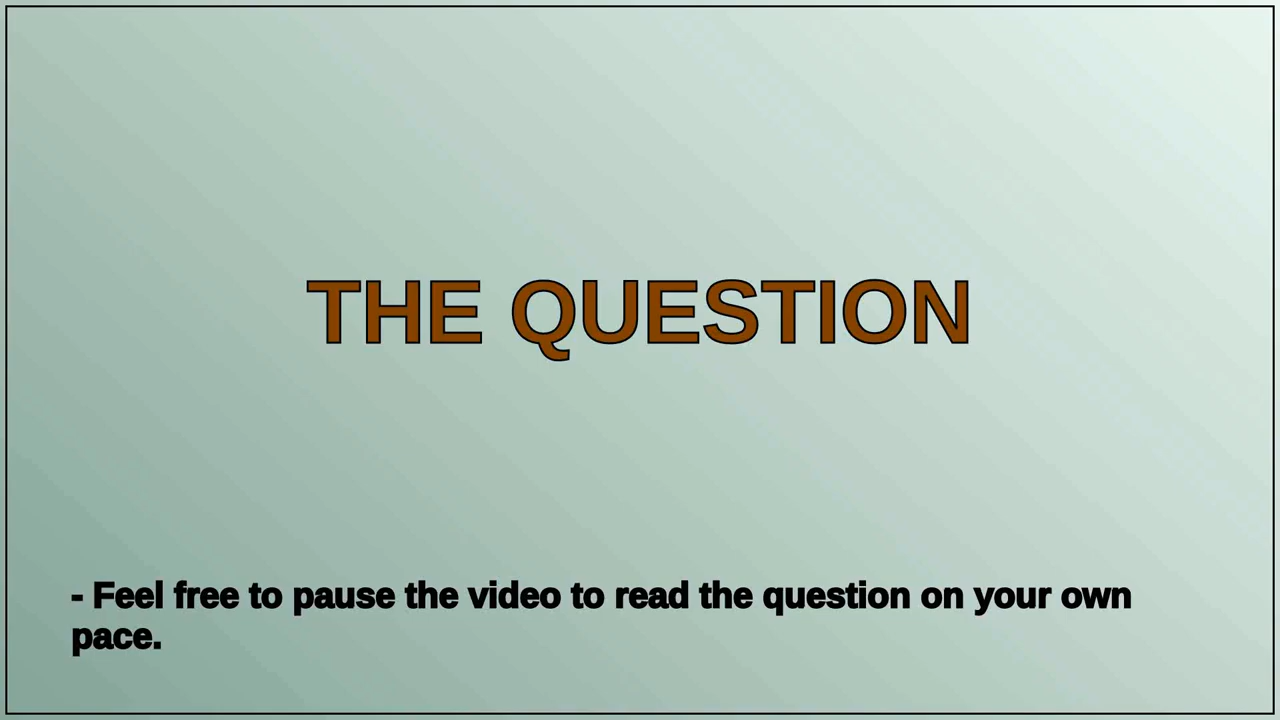 THE QUESTION
- Feel free to pause the video to read the question on your own
pace.